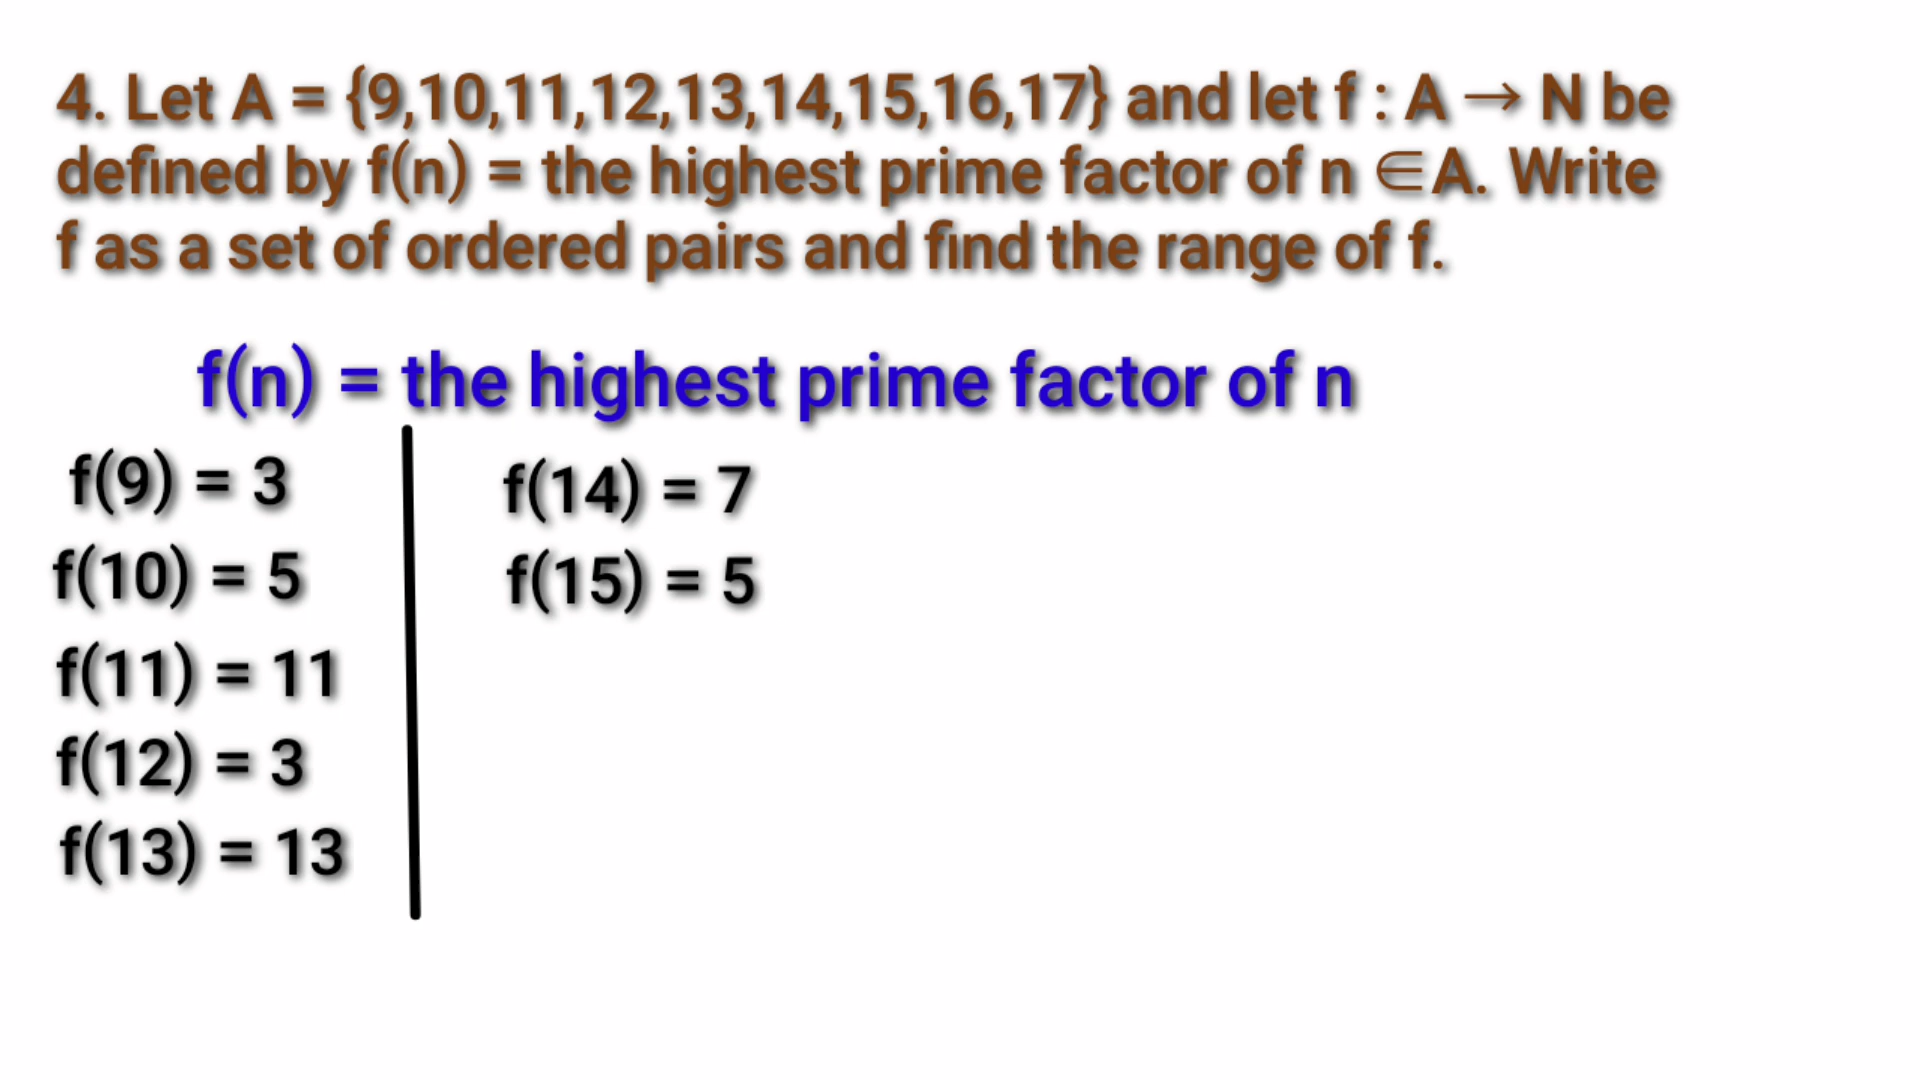 4. Let A = {9,10,11,12,13,14,15,16,17} and let f : A → N be
defined by f(n) = the highest prime factor of n ∈A. Write
f as a set of ordered pairs and find the range of f.
f(n) = the highest prime factor of n
f(9) = 3
f(10) = 5
f(11) = 11
f(12) = 3
f(13) = 13
f(14) = 7
f(15) = 5